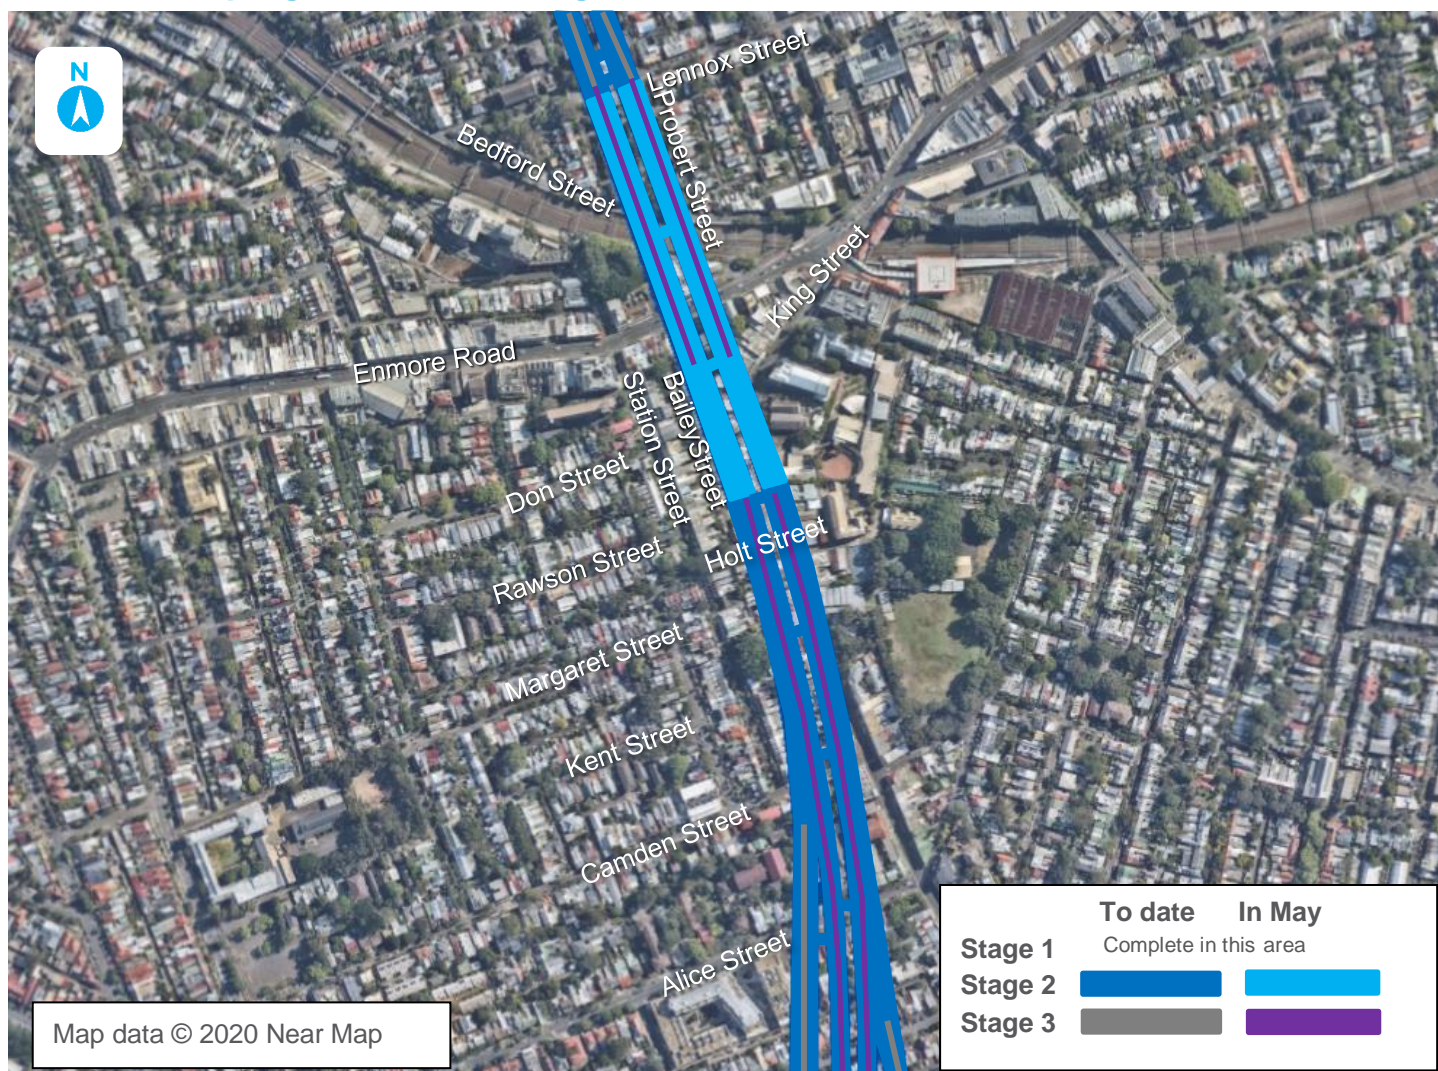 N
Lennox Street
Probert Street
Bedford Street
King Street
Enmore Road
Station Street
BaileyStreet
Don Street
Holt Street
Rawson Street
Margaret Street
Kent Street
Camden Street
Alice Street
To date In May
Stage 1 Complete in this area
Stage 2
Stage 3
Map data © 2020 Near Map